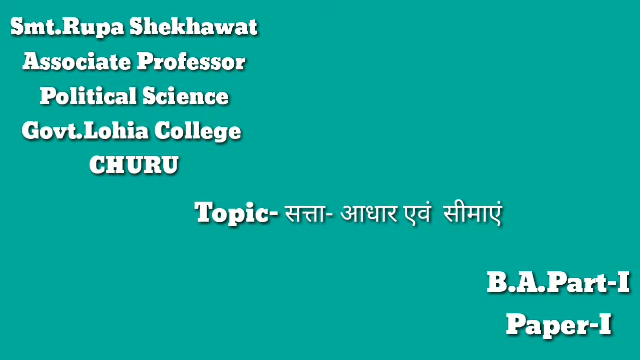 Smt.Rupa Shekhawat
Associate Professor
Political Science
Govt.Lohia College
CHURU
Topic- सत्ता- आधार एवं सीमाएं
B.A.Part-I
Paper-I